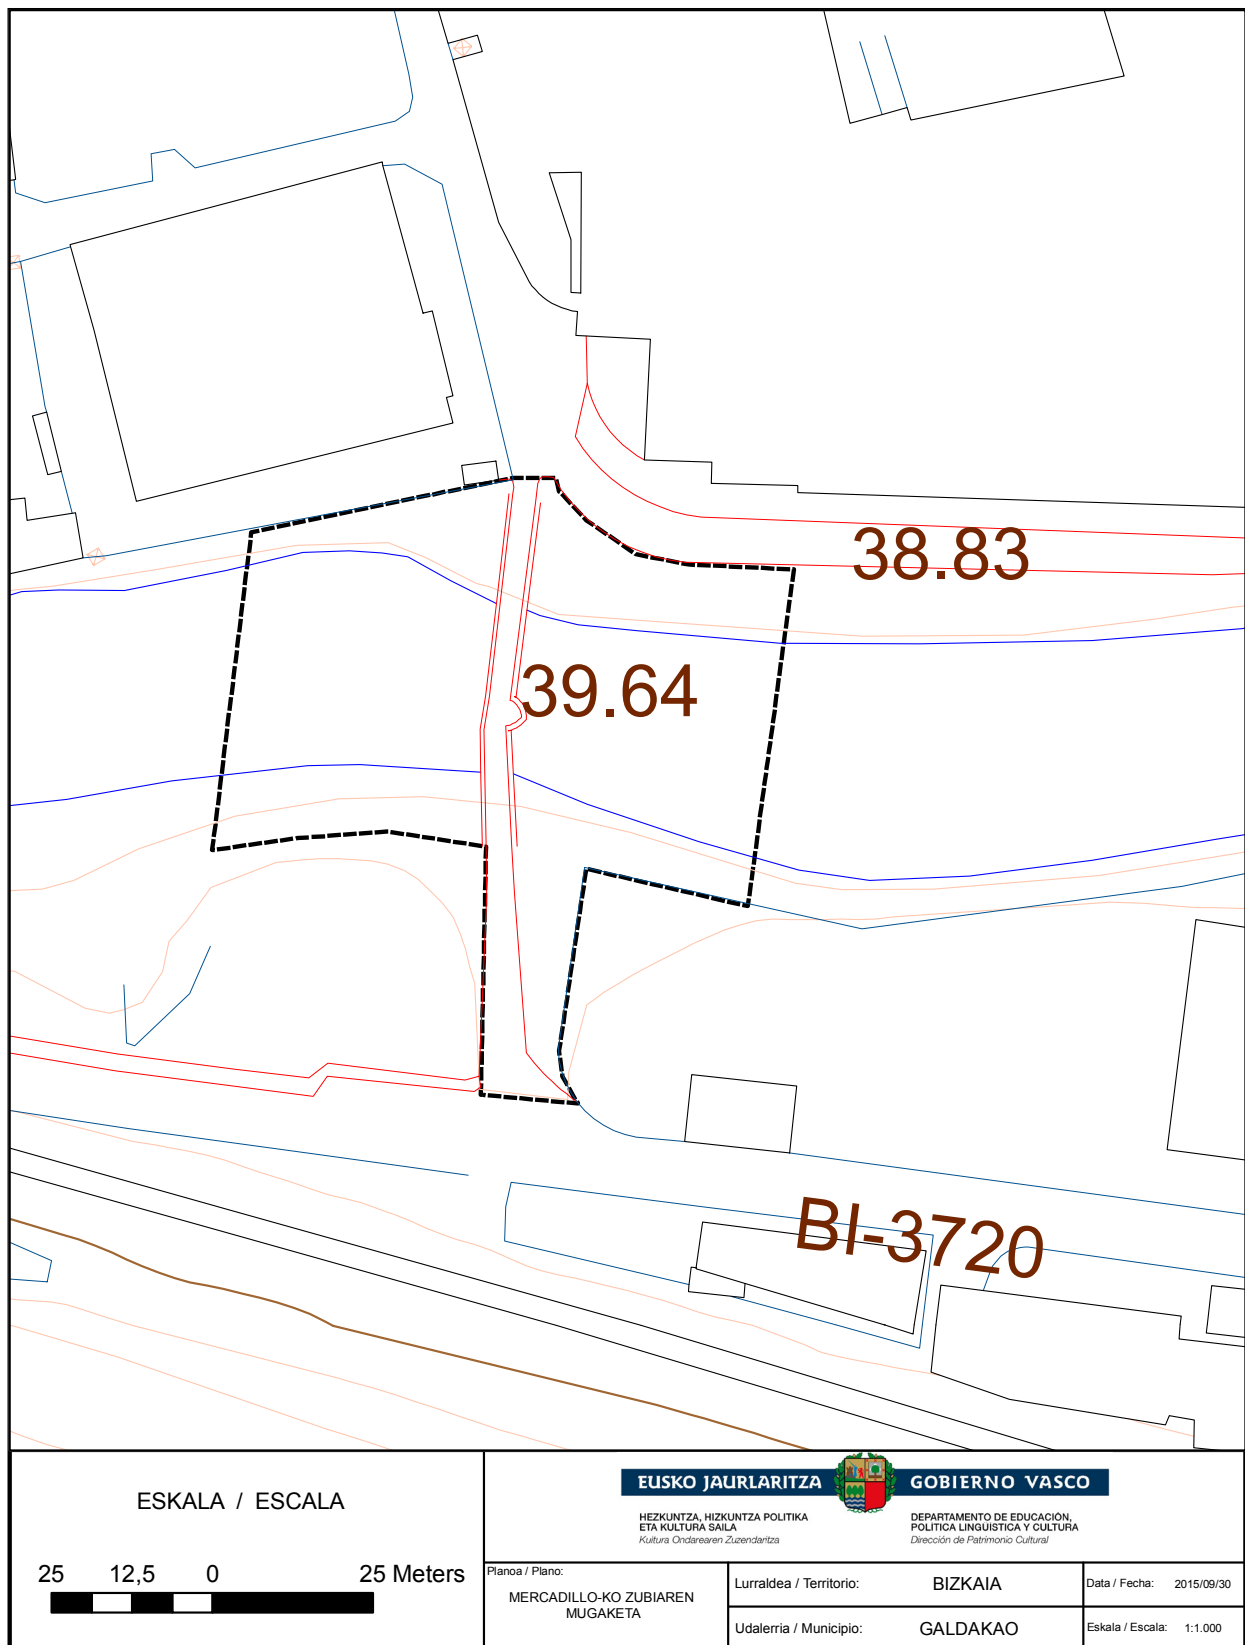 38.83
39.64
BI-3720
ESKALA / ESCALA
25 12,5 0 25 Meters
EUSKO JAURLARITZA GOBIERNO VASCO
HEZKUNTZA, HIZKUNTZA POLITIKA
ETA KULTURA SAILA
Kultura Ondarearen Zuzendaritza
DEPARTAMENTO DE EDUCACIÓN,
POLÍTICA LINGÜÍSTICA Y CULTURA
Dirección de Patrimonio Cultural
Planoa / Plano:
MERCADILLO-KO ZUBIAREN
MUGAKETA
Lurraldea / Territorio: BIZKAIA
Data / Fecha: 2015/09/30
Udalerria / Municipio: GALDAKAO
Eskala / Escala: 1:1.000